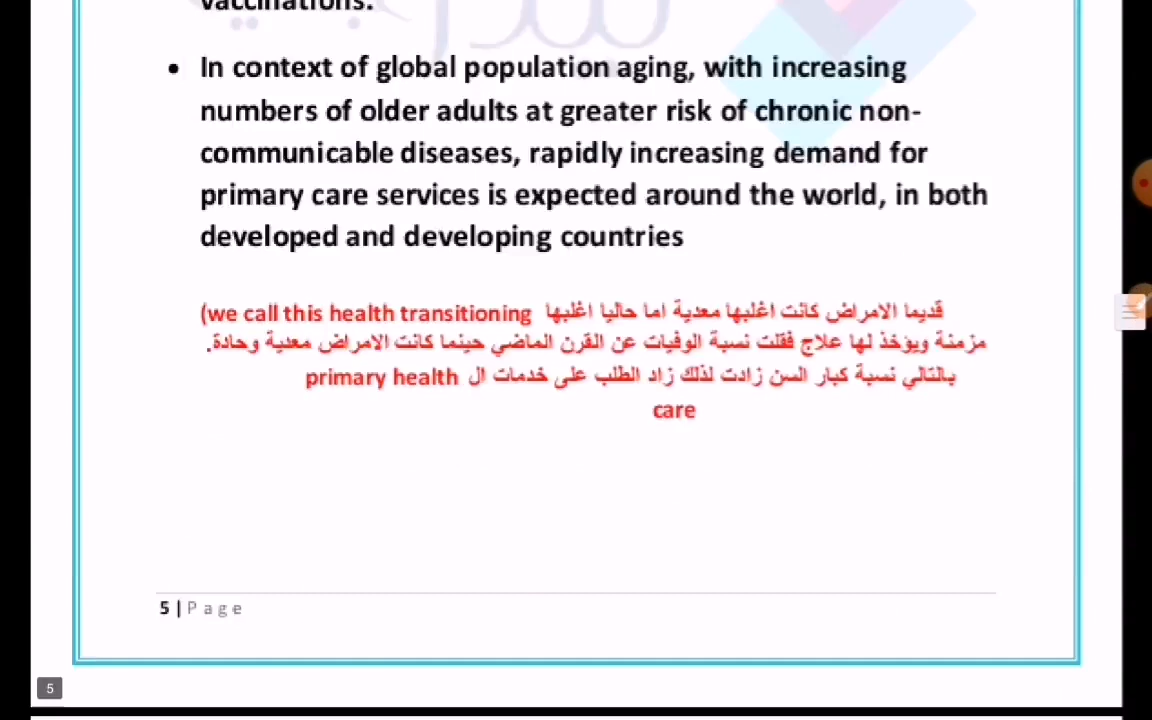 vaccinations.
• In context of global population aging, with increasing
numbers of older adults at greater risk of chronic non-
communicable diseases, rapidly increasing demand for
primary care services is expected around the world, in both
developed and developing countries
(we call this health transitioning قديما الامراض كانت اغلبها معدية اما حاليا اغلبها
مزمنة ويؤخذ لها علاج فقلت نسبة الوفيات عن القرن الماضي حينما كانت الامراض معدية وحادة.
بالتالي نسبة كبار السن زادت لذلك زاد الطلب على خدمات ال primary health
care
5 | P a g e
5